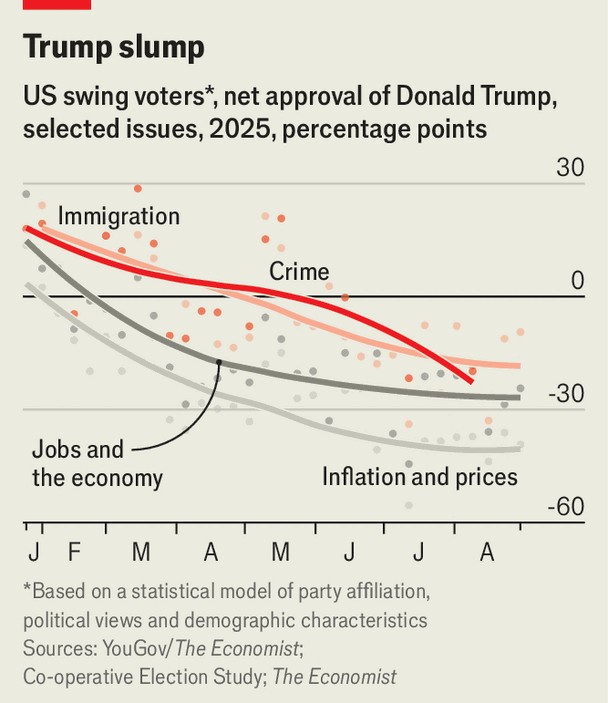 Trump slump
US swing voters*, net approval of Donald Trump,
selected issues, 2025, percentage points
30
Immigration
Crime
0
-30
Jobs and
the economy
Inflation and prices
-60
J F M A M J J A
*Based on a statistical model of party affiliation,
political views and demographic characteristics
Sources: YouGov/The Economist;
Co-operative Election Study; The Economist